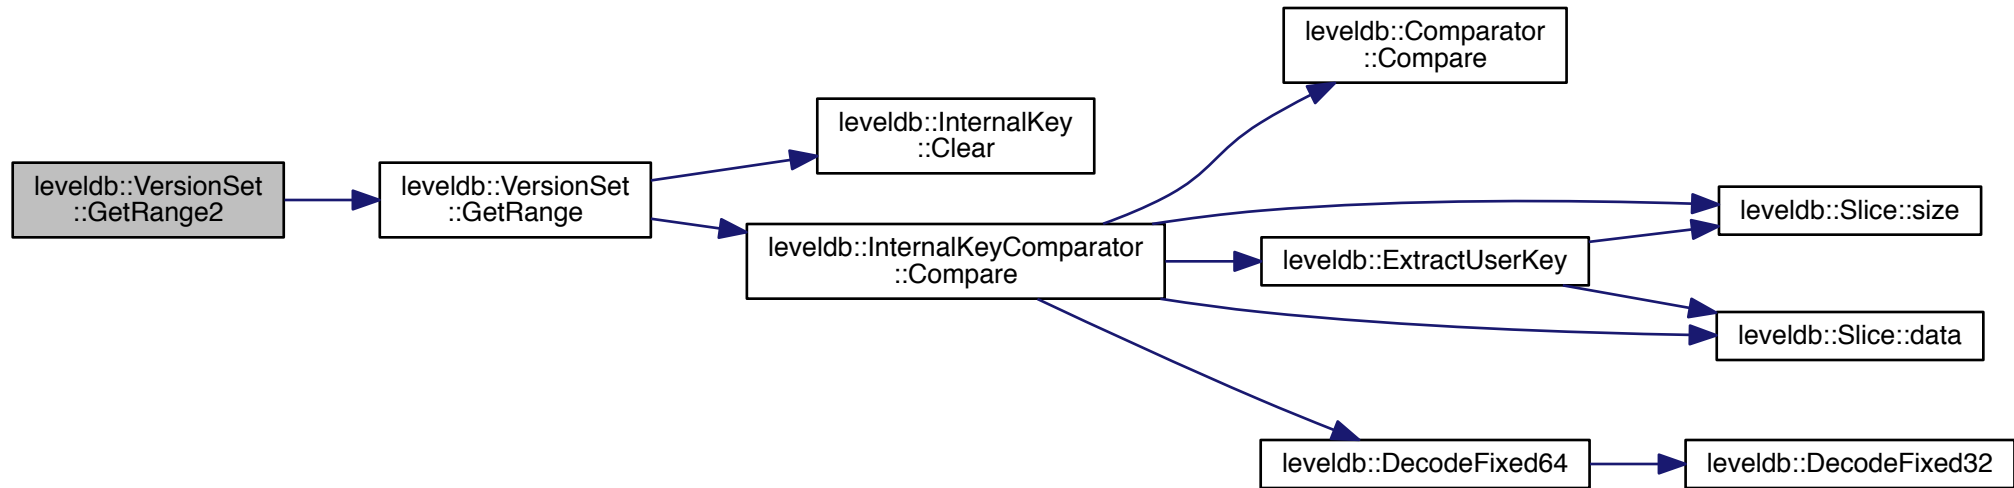 leveldb::VersionSet
::GetRange2
leveldb::VersionSet
::GetRange
leveldb::InternalKey
::Clear
leveldb::InternalKeyComparator
::Compare
leveldb::Comparator
::Compare
leveldb::ExtractUserKey
leveldb::Slice::size
leveldb::Slice::data
leveldb::DecodeFixed64
leveldb::DecodeFixed32